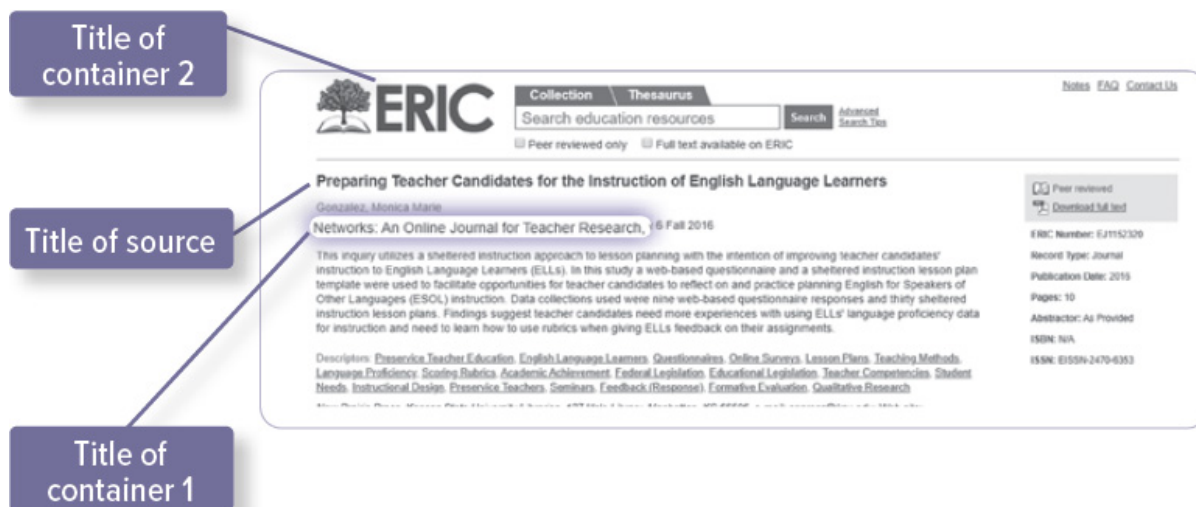 Title of
container 2
ERIC
Collection Thesaurus
Search education resources
Search
Advanced
Search Tips
Peer reviewed only Full text available on ERIC
Notes FAQ Contact Us
Title of source
Preparing Teacher Candidates for the Instruction of English Language Learners
Gonzalez, Monica Marie
Networks: An Online Journal for Teacher Research, 6 Fall 2016
This inquiry utilizes a sheltered instruction approach to lesson planning with the intention of improving teacher candidates'
instruction to English Language Learners (ELLs). In this study a web-based questionnaire and a sheltered instruction lesson plan
template were used to facilitate opportunities for teacher candidates to reflect on and practice planning English for Speakers of
Other Languages (ESOL) instruction. Data collections used were nine web-based questionnaire responses and thirty sheltered
instruction lesson plans. Findings suggest teacher candidates need more experiences with using ELLs' language proficiency data
for instruction and need to learn how to use rubrics when giving ELLs feedback on their assignments.
Descriptors: Preservice Teacher Education, English Language Learners, Questionnaires, Online Surveys, Lesson Plans, Teaching Methods,
Language Proficiency, Scoring Rubrics, Academic Achievement, Federal Legislation, Educational Legislation, Teacher Competencies, Student
Needs, Instructional Design, Preservice Teachers, Seminars, Feedback (Response), Formative Evaluation, Qualitative Research
Peer reviewed
Download full text
ERIC Number: EJ1152320
Record Type: Journal
Publication Date: 2016
Pages: 10
Abstractor: As Provided
ISBN: N/A
ISSN: EISSN-2470-6353
Title of
container 1